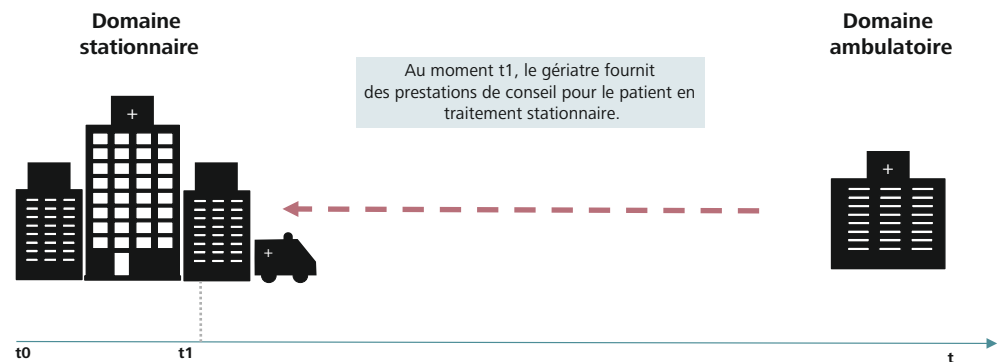 Domaine
stationnaire
Domaine
ambulatoire
Au moment t1, le gériatre fournit
des prestations de conseil pour le patient en
traitement stationnaire.
t0
t1
t